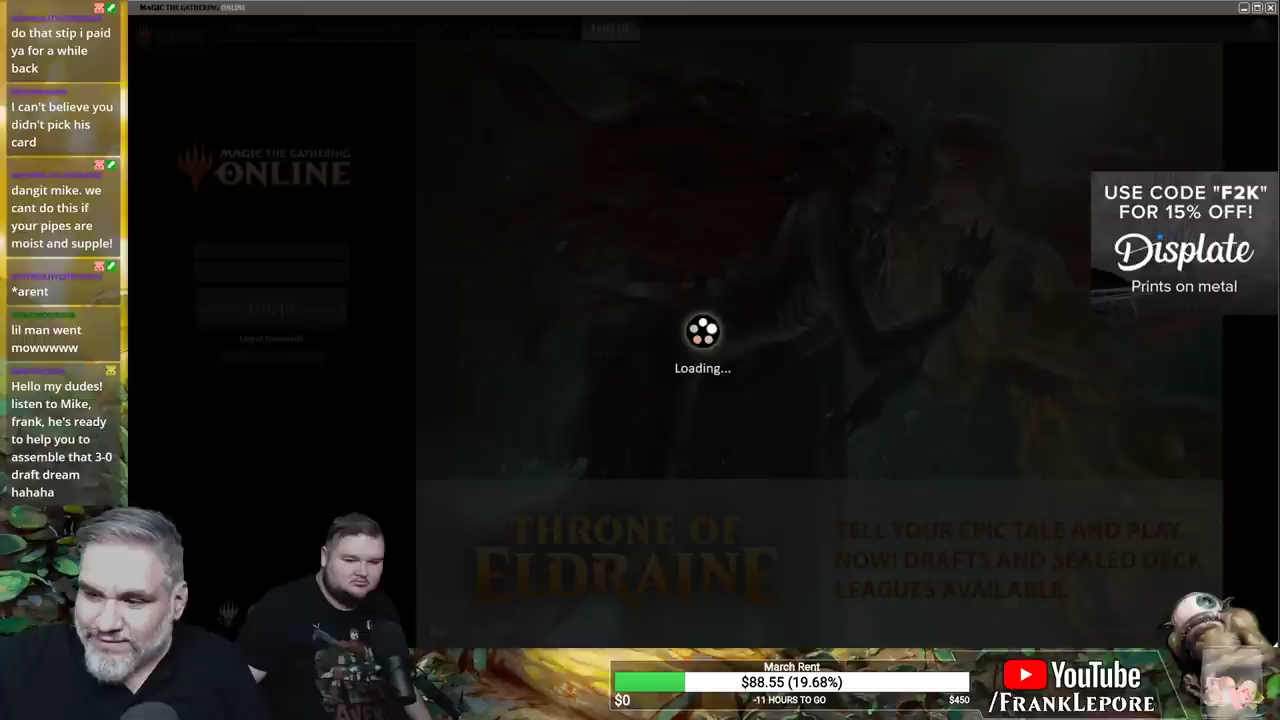 do that stip i paid
ya for a while
back
I can't believe you
didn't pick his
card
dangit mike. we
cant do this if
your pipes are
moist and supple!
*arent
lil man went
mowwwww
Hello my dudes!
listen to Mike,
frank, he's ready
to help you to
assemble that 3-0
draft dream
hahaha
MAGIC THE GATHERING ONLINE
LOG IN
MAGIC THE GATHERING
ONLINE
Loading...
THRONE OF
ELDRAINE
TELL YOUR EPIC TALE AND PLAY
NOW! DRAFTS AND SEALED DECK
LEAGUES AVAILABLE.
USE CODE "F2K"
FOR 15% OFF!
Displate
Prints on metal
March Rent
$88.55 (19.68%)
$0
-11 HOURS TO GO
$450
YouTube
/FRANKLEPORE